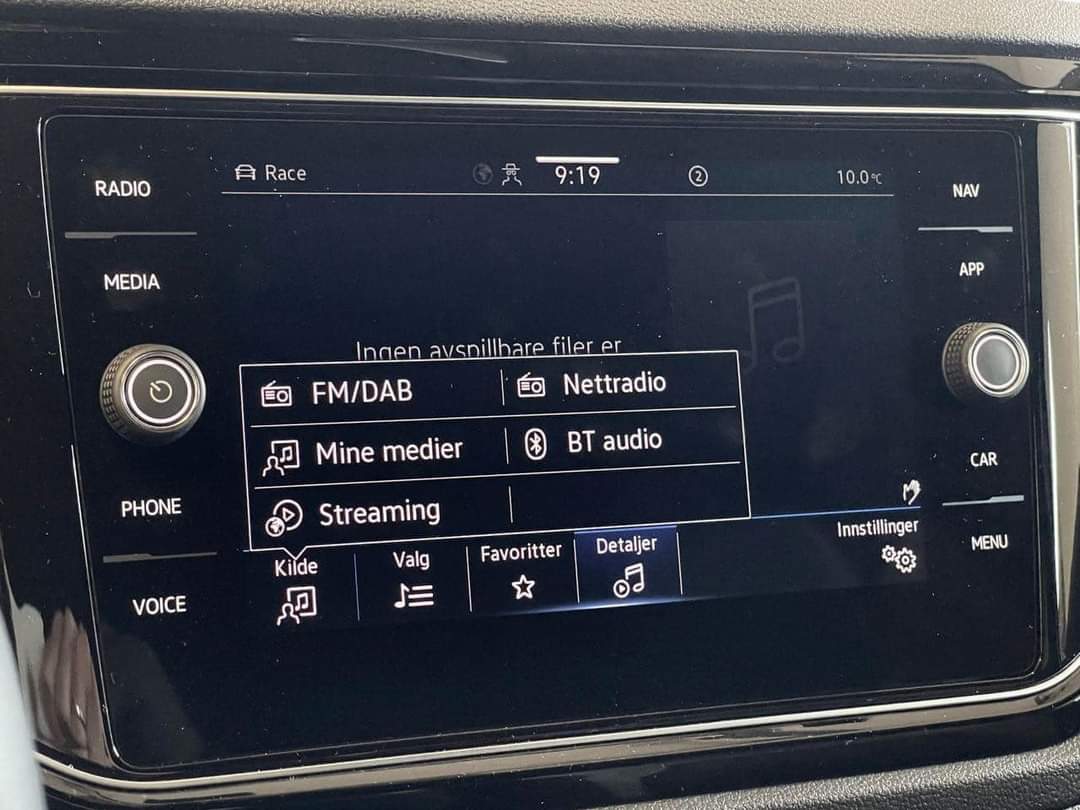 Race 9:19 2 10.0°C
RADIO
NAV
MEDIA
APP
Ingen avspillbare filer er
FM/DAB Nettradio
Mine medier BT audio
Streaming
CAR
PHONE
Innstillinger
MENU
Kilde Valg Favoritter Detaljer
VOICE